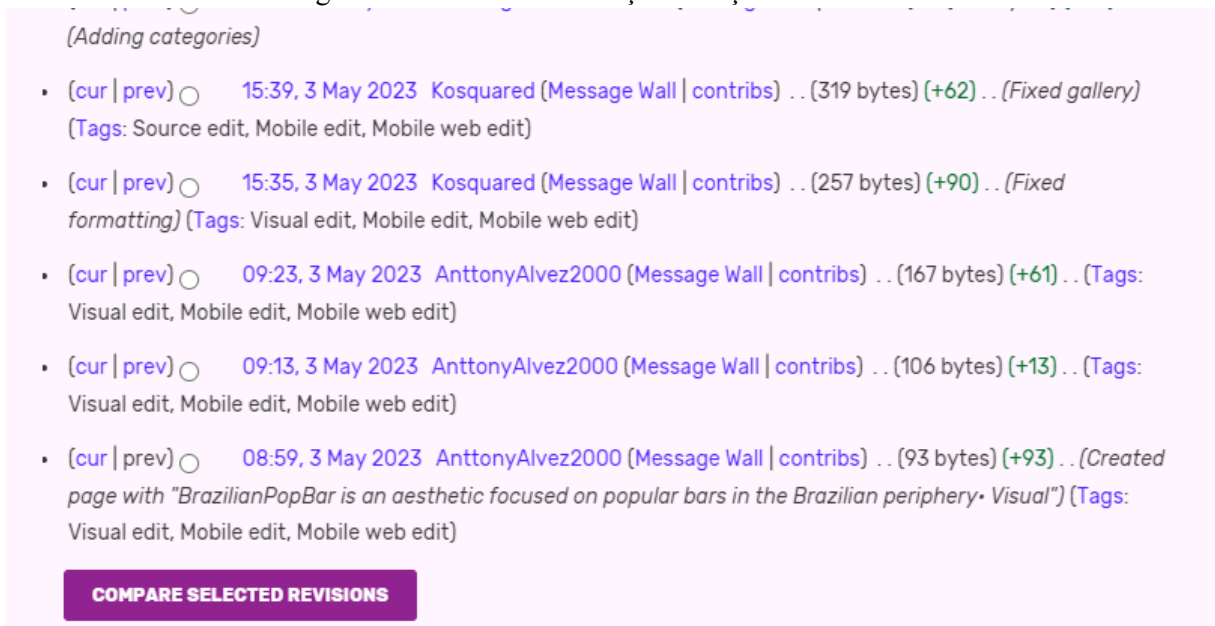 (Adding categories)
• (cur | prev) 15:39, 3 May 2023 Kosquared (Message Wall | contribs) . . (319 bytes) (+62) . . (Fixed gallery)
(Tags: Source edit, Mobile edit, Mobile web edit)
• (cur | prev) 15:35, 3 May 2023 Kosquared (Message Wall | contribs) . . (257 bytes) (+90) . . (Fixed
formatting) (Tags: Visual edit, Mobile edit, Mobile web edit)
• (cur | prev) 09:23, 3 May 2023 AnttonyAlvez2000 (Message Wall | contribs) . . (167 bytes) (+61) . . (Tags:
Visual edit, Mobile edit, Mobile web edit)
• (cur | prev) 09:13, 3 May 2023 AnttonyAlvez2000 (Message Wall | contribs) . . (106 bytes) (+13) . . (Tags:
Visual edit, Mobile edit, Mobile web edit)
• (cur | prev) 08:59, 3 May 2023 AnttonyAlvez2000 (Message Wall | contribs) . . (93 bytes) (+93) . . (Created
page with "BrazilianPopBar is an aesthetic focused on popular bars in the Brazilian periphery• Visual") (Tags:
Visual edit, Mobile edit, Mobile web edit)
COMPARE SELECTED REVISIONS